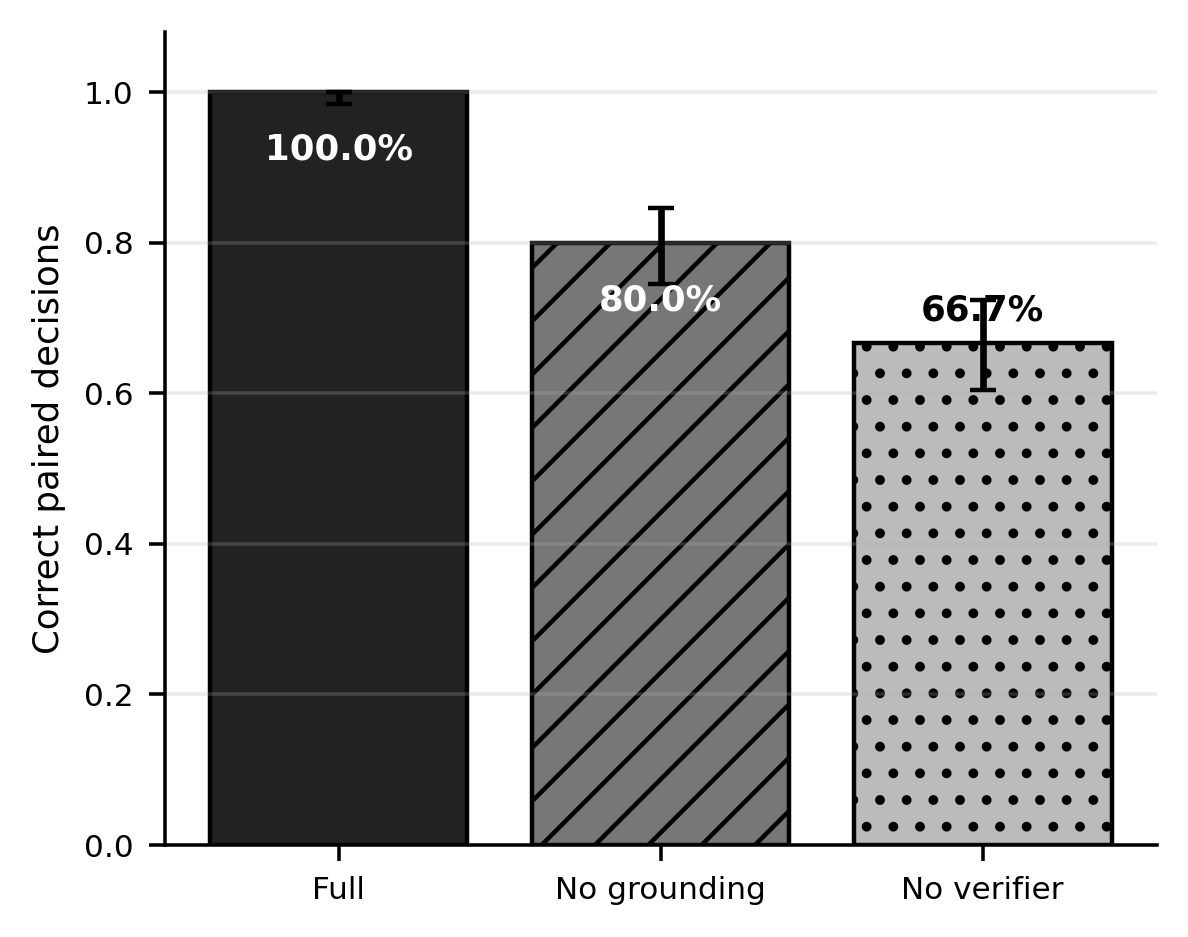 1.0
0.8
0.6
0.4
0.2
0.0
Correct paired decisions
100.0%
80.0%
66.7%
Full
No grounding
No verifier